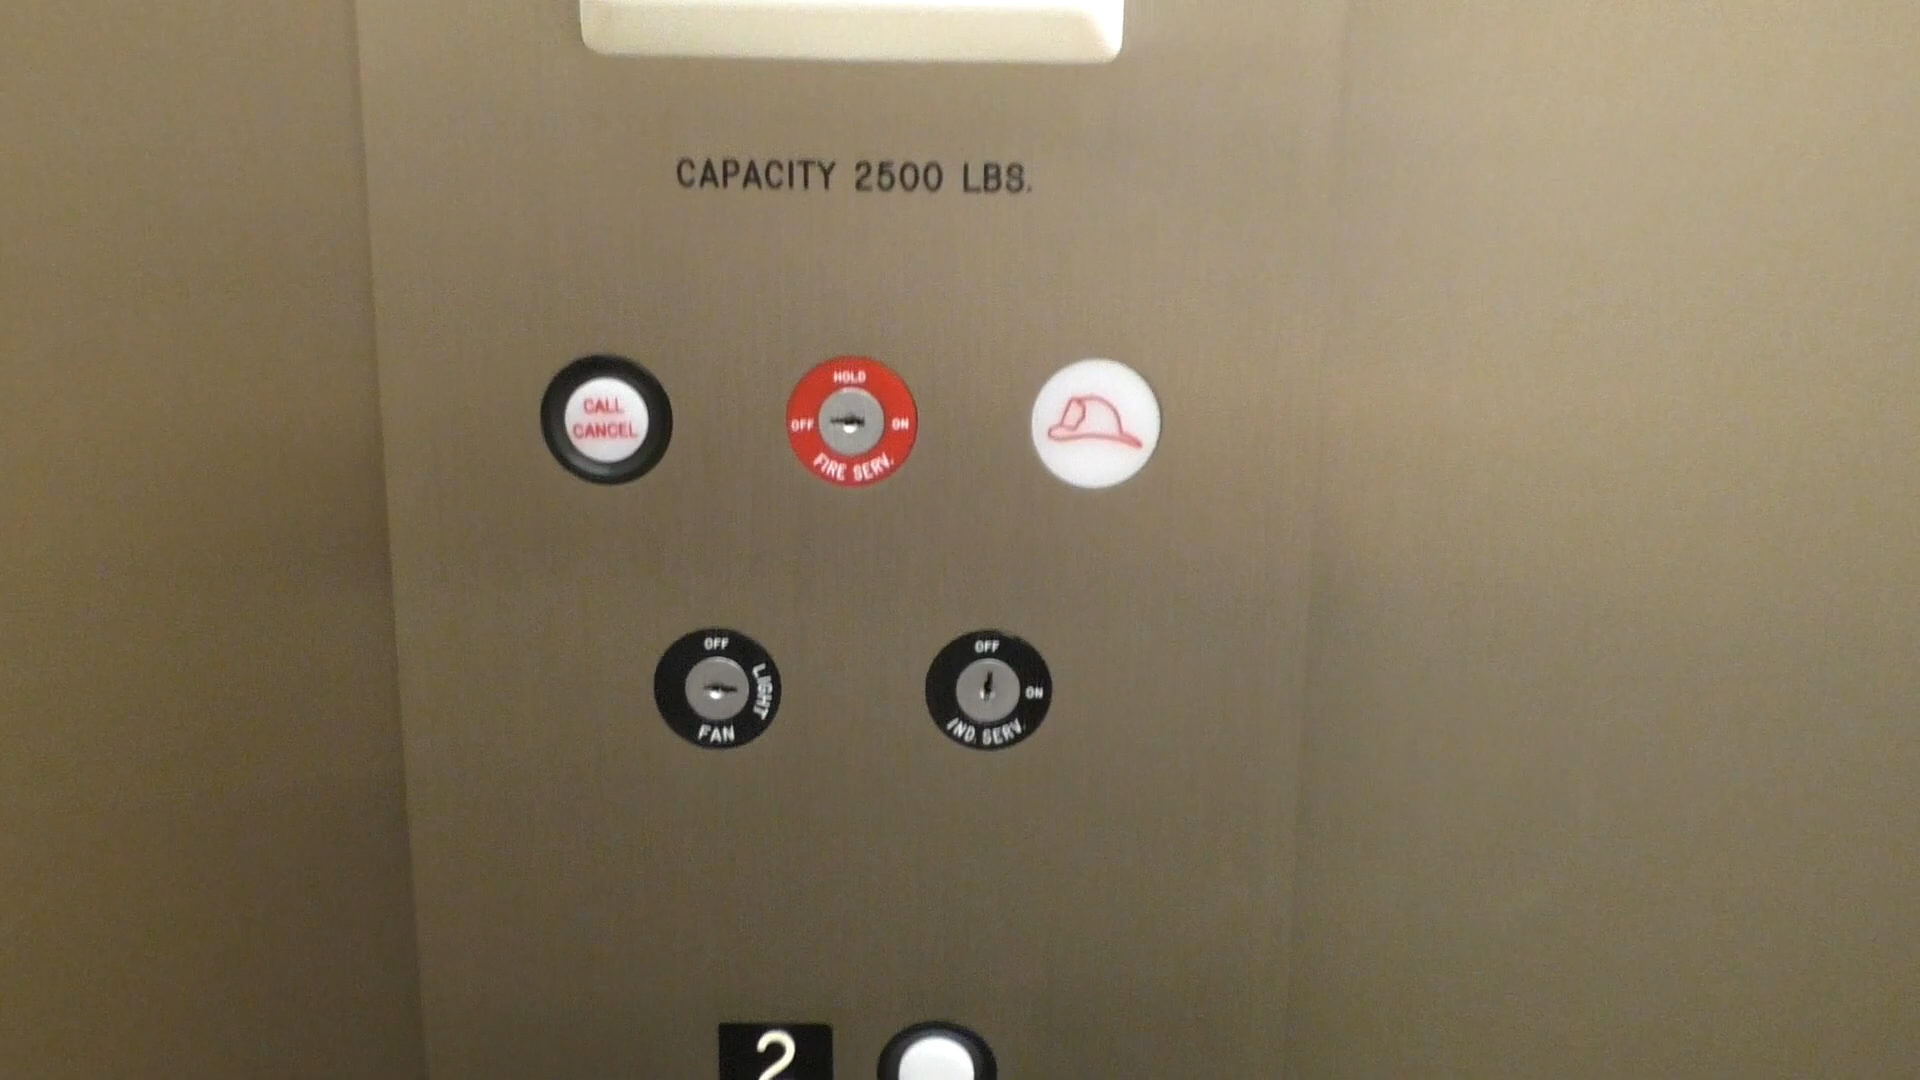 CAPACITY 2500 LBS.
CALL
CANCEL
HOLD
OFF
ON
FIRE SERV.
OFF
LIGHT
FAN
OFF
ON
IND. SERV.
2